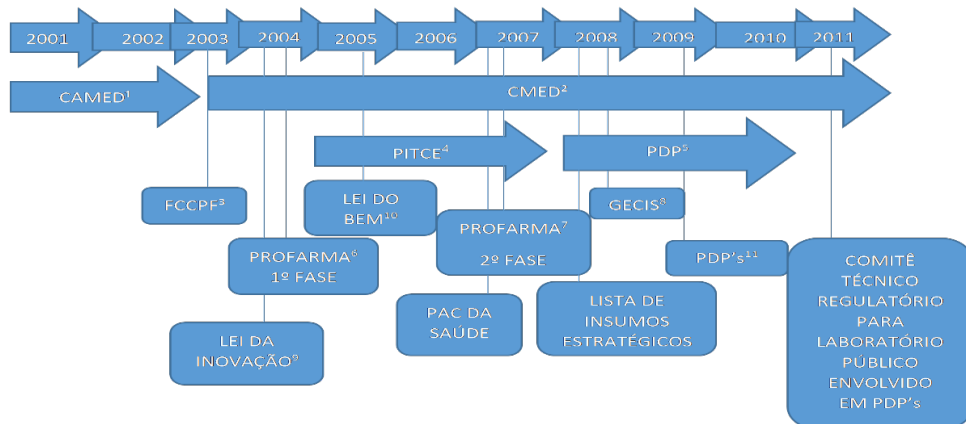 2001 2002 2003 2004 2005 2006 2007 2008 2009 2010 2011
CAMED¹ CMED²
PITCE⁴ PDP⁵
FCCPF³
LEI DO
BEM¹⁰
GECIS⁸
PROFARMA⁶
1º FASE
PROFARMA⁷
2º FASE
PDP's¹¹
LEI DA
INOVAÇÃO⁹
PAC DA
SAÚDE
LISTA DE
INSUMOS
ESTRATÉGICOS
COMITÊ
TÉCNICO
REGULATÓRIO
PARA
LABORATÓRIO
PÚBLICO
ENVOLVIDO
EM PDP's